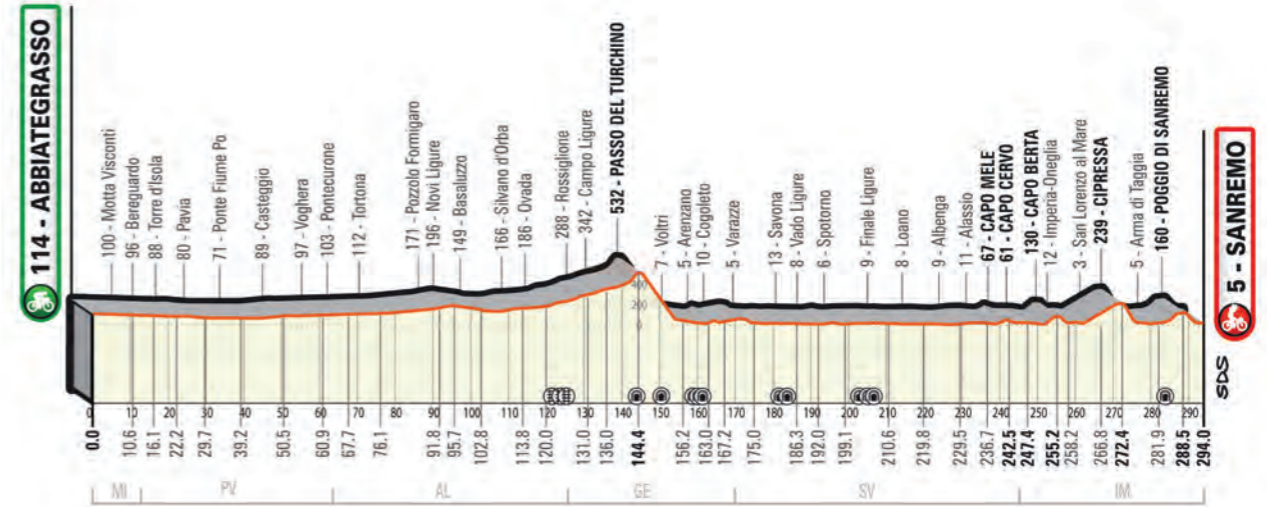 114 - ABBIATEGRASSO
100 - Motta Visconti
96 - Bereguardo
88 - Torre d'Isola
80 - Pavia
71 - Ponte Fiume Po
89 - Casteggio
97 - Voghera
103 - Pontecurone
112 - Tortona
171 - Pozzolo Formigaro
196 - Novi Ligure
149 - Basaluzzo
166 - Silvano d'Orba
186 - Ovada
288 - Rossiglione
342 - Campo Ligure
532 - PASSO DEL TURCHINO
7 - Voltri
5 - Arenzano
10 - Cogoleto
5 - Varazze
13 - Savona
8 - Vado Ligure
6 - Spotorno
9 - Finale Ligure
8 - Loano
9 - Albenga
11 - Alassio
67 - CAPO MELE
61 - CAPO CERVO
130 - CAPO BERTA
12 - Imperia-Oneglia
3 - San Lorenzo al Mare
239 - CIPRESSA
5 - Arma di Taggia
160 - POGGIO DI SANREMO
5 - SANREMO
400
200
0
SDS
0 10 20 30 40 50 60 70 80 90 100 110 120 130 140 150 160 170 180 190 200 210 220 230 240 250 260 270 280 290
0.0
10.6
16.1
22.2
29.7
39.2
50.5
60.9
67.7
76.1
91.8
95.7
102.8
113.8
120.0
131.0
136.0
144.4
156.2
163.0
167.2
175.0
188.3
192.0
199.1
210.6
219.8
229.5
236.7
242.5
247.4
255.2
258.2
268.8
272.4
281.9
288.5
294.0
MI PV AL GE SV IM